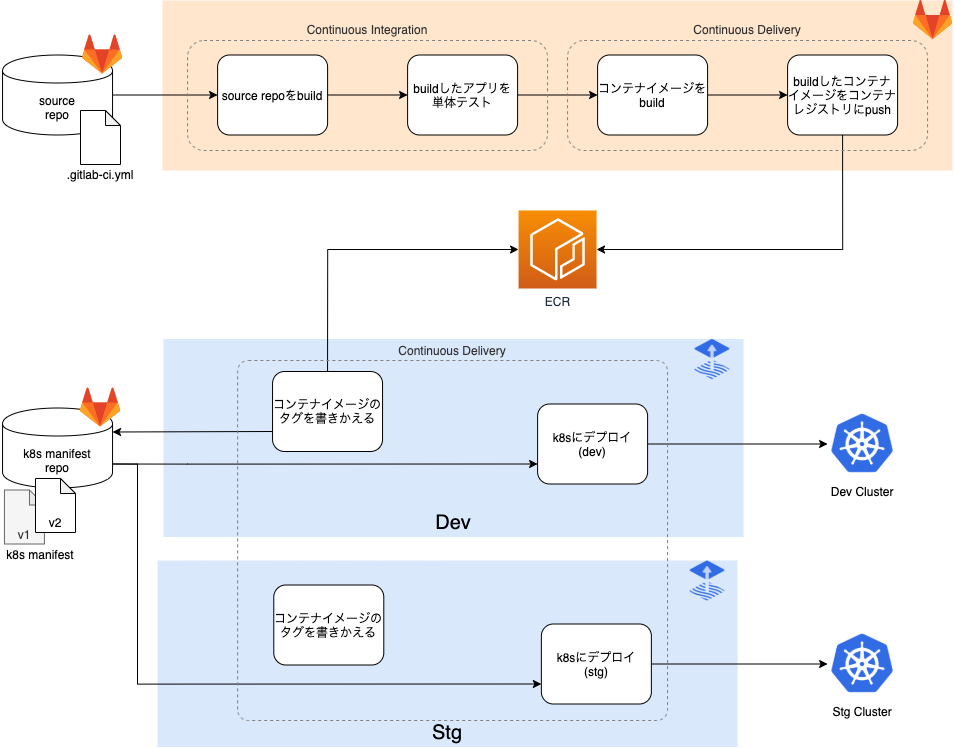 Continuous Integration
Continuous Delivery
source
repo
.gitlab-ci.yml
source repoをbuild
buildしたアプリを
単体テスト
コンテナイメージを
build
buildしたコンテナ
イメージをコンテナ
レジストリにpush
ECR
Continuous Delivery
コンテナイメージの
タグを書きかえる
k8sにデプロイ
(dev)
Dev
Dev Cluster
k8s manifest
repo
v1
v2
k8s manifest
コンテナイメージの
タグを書きかえる
k8sにデプロイ
(stg)
Stg
Stg Cluster